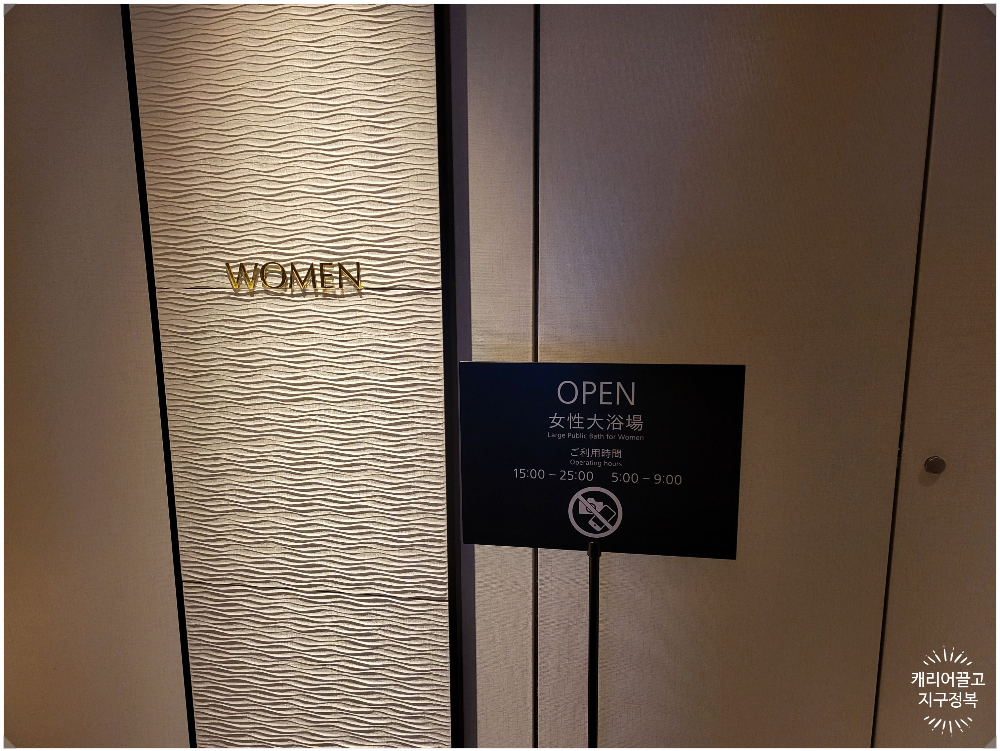 WOMEN
OPEN
女性大浴場
Large Public Bath for Women
ご利用時間
Operating hours
15:00 – 25:00 5:00 – 9:00
캐리어끌고
지구정복